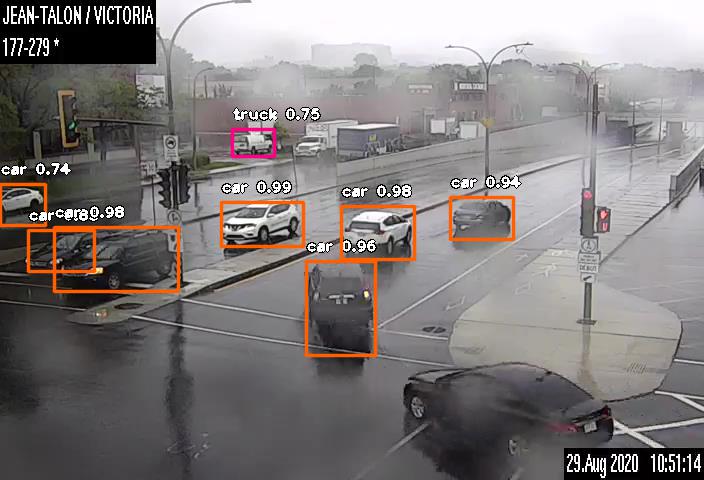 JEAN-TALON / VICTORIA
177-279 *
truck 0.75
car 0.74
car 0.98
car 0.99
car 0.98
car 0.94
car 0.96
DÉBUT
29.Aug 2020 10:51:14